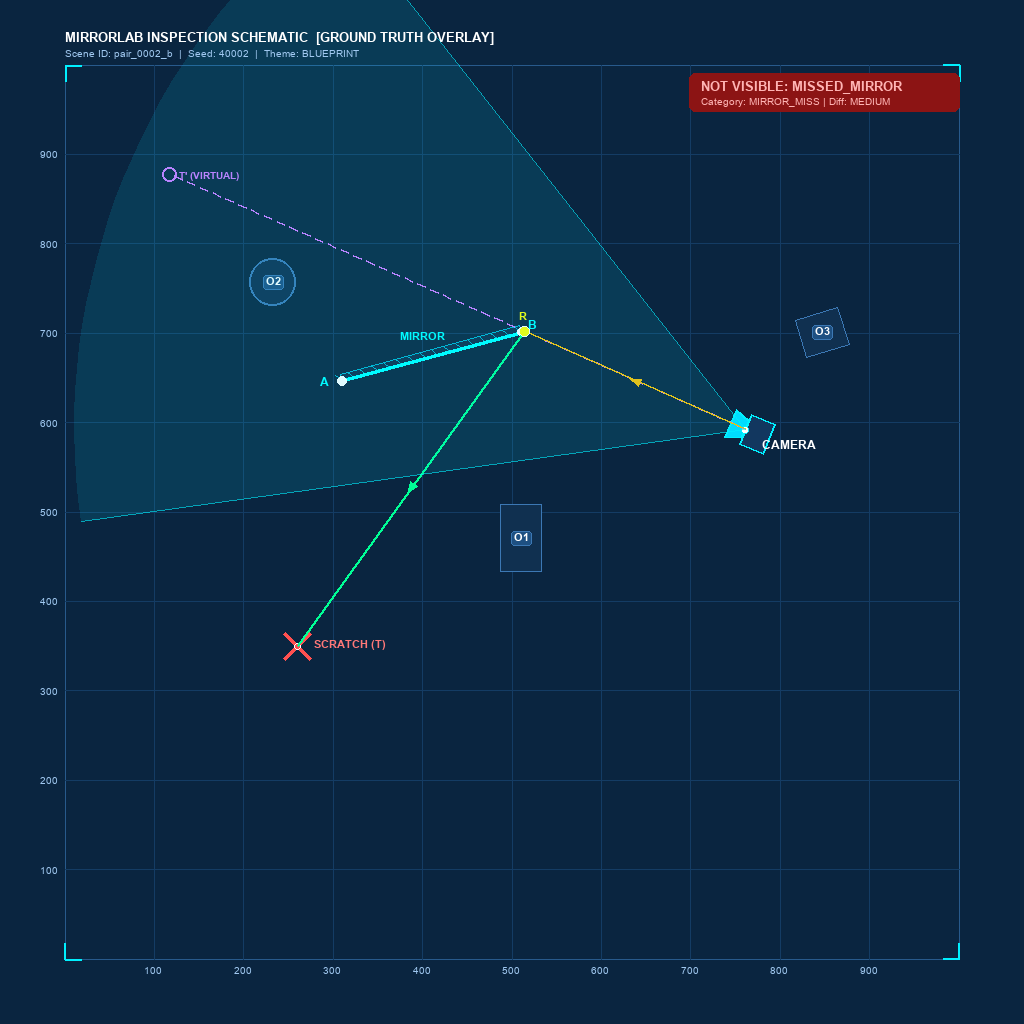 MIRRORLAB INSPECTION SCHEMATIC [GROUND TRUTH OVERLAY]
Scene ID: pair_0002_b | Seed: 40002 | Theme: BLUEPRINT
NOT VISIBLE: MISSED_MIRROR
Category: MIRROR_MISS | Diff: MEDIUM
900
T' (VIRTUAL)
800
O2
700
R
B
MIRROR
O3
A
600
CAMERA
500
O1
400
SCRATCH (T)
300
200
100
100 200 300 400 500 600 700 800 900